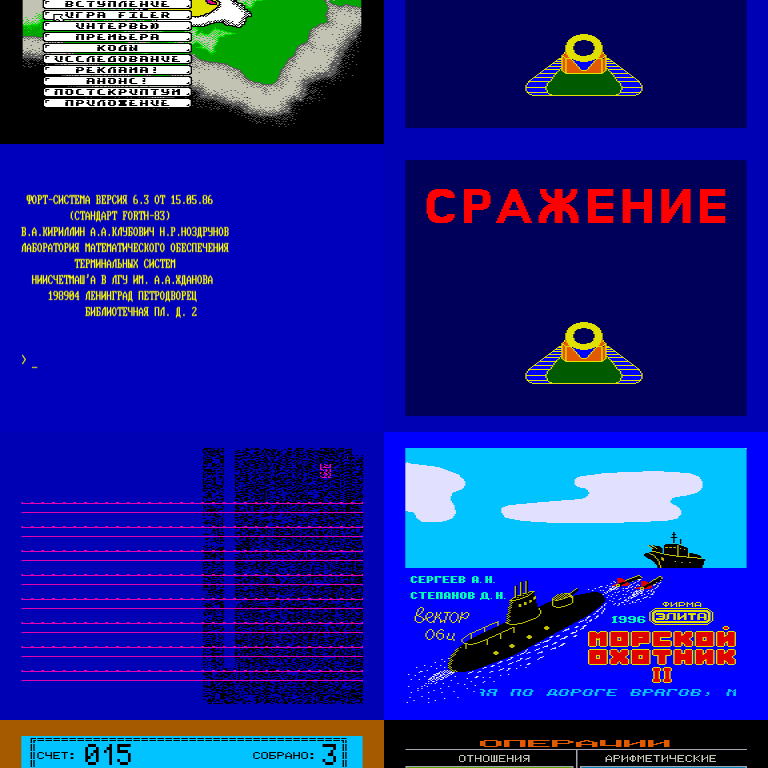 ВСТУПЛЕНИЕ
ИГРА FILER
ИНТЕРВЬЮ
ПРЕМЬЕРА
КОДЫ
ИССЛЕДОВАНИЕ
РЕКЛАМА!
АНОНС!
ПОСТСКРИПТУМ
ПРИЛОЖЕНИЕ
ФОРТ-СИСТЕМА ВЕРСИЯ 6.3 ОТ 15.05.86
(СТАНДАРТ FORTH-83)
В.А.КИРИЛЛИН А.А.КЛУБОВИЧ Н.Р.НОЗДРУНОВ
ЛАБОРАТОРИЯ МАТЕМАТИЧЕСКОГО ОБЕСПЕЧЕНИЯ
ТЕРМИНАЛЬНЫХ СИСТЕМ
НИИСЧЕТМАШ'А В ЛГУ ИМ. А.А.ЖДАНОВА
198904 ЛЕНИНГРАД ПЕТРОДВОРЕЦ
БИБЛИОТЕЧНАЯ ПЛ. Д. 2
>_
СРАЖЕНИЕ
СЕРГЕЕВ А.Н.
СТЕПАНОВ Д.Н.
Вектор
06ц
1996
ФИРМА
ЭЛИТА
МОРСКОЙ
ОХОТНИК
II
Я ПО ДОРОГЕ ВРАГОВ;
СЧЕТ: 015 СОБРАНО: 3
ОПЕРАЦИИ
ОТНОШЕНИЯ АРИФМЕТИЧЕСКИЕ